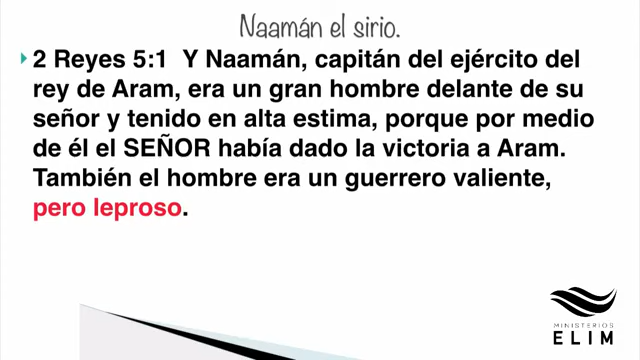 Naamán el sirio.
2 Reyes 5:1 Y Naamán, capitán del ejército del
rey de Aram, era un gran hombre delante de su
señor y tenido en alta estima, porque por medio
de él el SEÑOR había dado la victoria a Aram.
También el hombre era un guerrero valiente,
pero leproso.
MINISTERIOS
ELIM